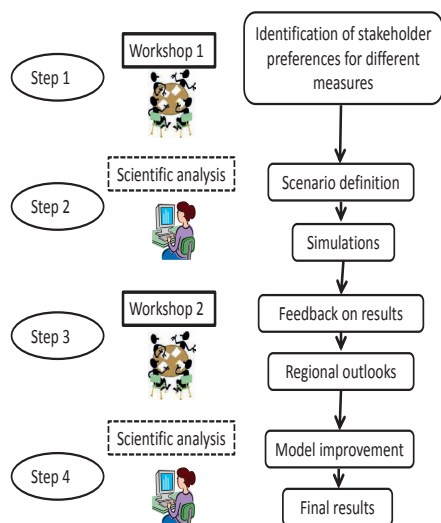 Step 1
Workshop 1
Identification of stakeholder
preferences for different
measures
Step 2
Scientific analysis
Scenario definition
Simulations
Step 3
Workshop 2
Feedback on results
Regional outlooks
Step 4
Scientific analysis
Model improvement
Final results